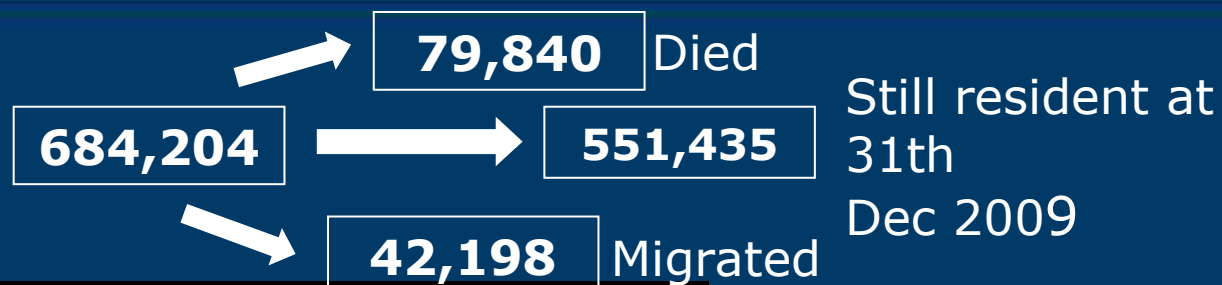 79,840 Died
684,204
551,435
Still resident at
31th
Dec 2009
42,198 Migrated